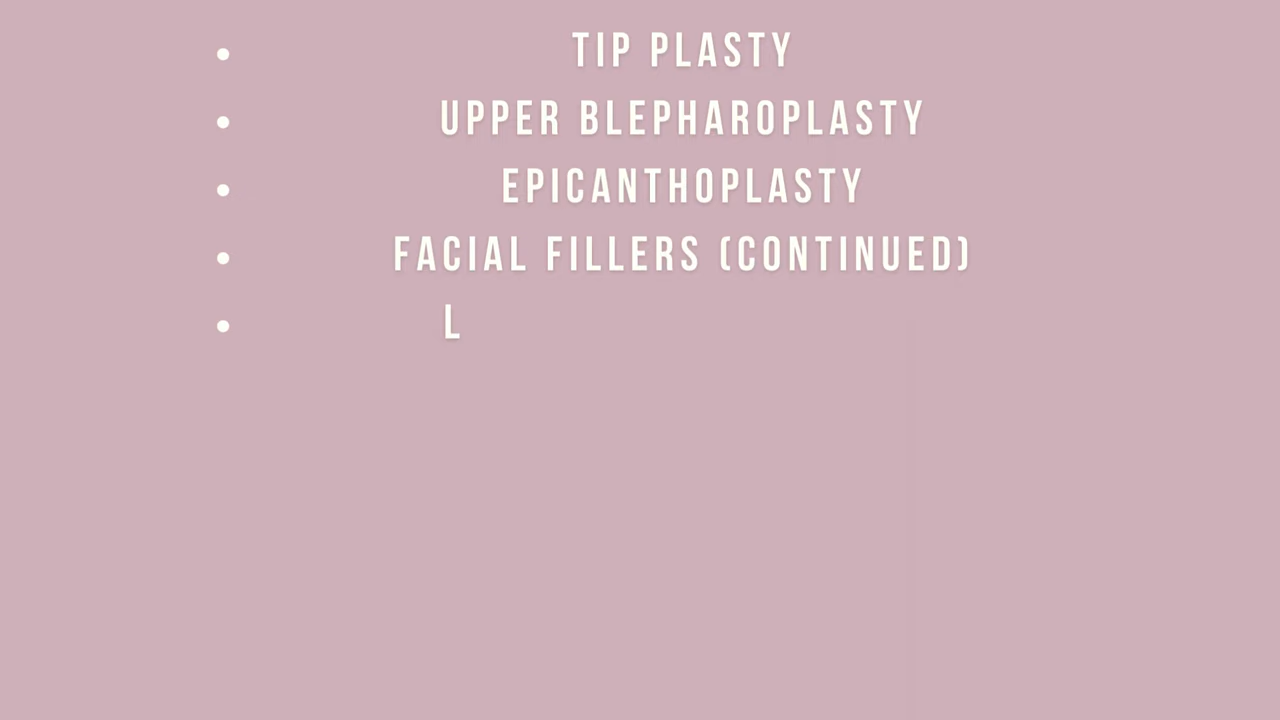 • TIP PLASTY
• UPPER BLEPHAROPLASTY
• EPICANTHOPLASTY
• FACIAL FILLERS (CONTINUED)
• L